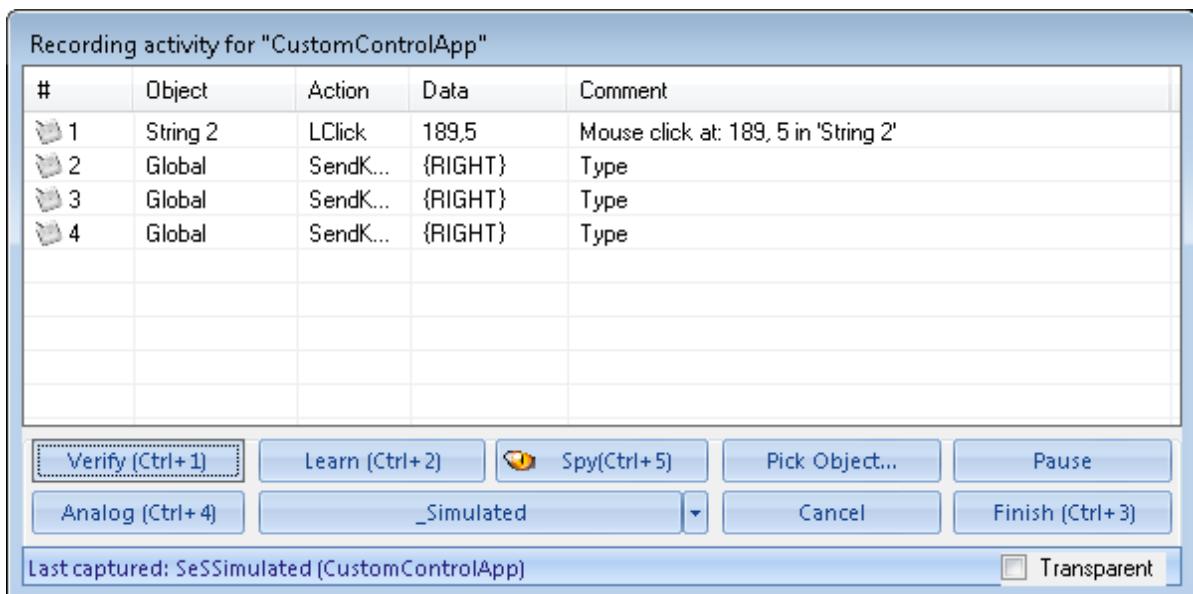 Recording activity for "CustomControlApp"
# Object Action Data Comment
1 String 2 LClick 189,5 Mouse click at: 189, 5 in 'String 2'
2 Global SendK... {RIGHT} Type
3 Global SendK... {RIGHT} Type
4 Global SendK... {RIGHT} Type
Verify (Ctrl+1) Learn (Ctrl+2) Spy(Ctrl+5) Pick Object... Pause
Analog (Ctrl+4) _Simulated Cancel Finish (Ctrl+3)
Last captured: SeSSimulated (CustomControlApp) Transparent